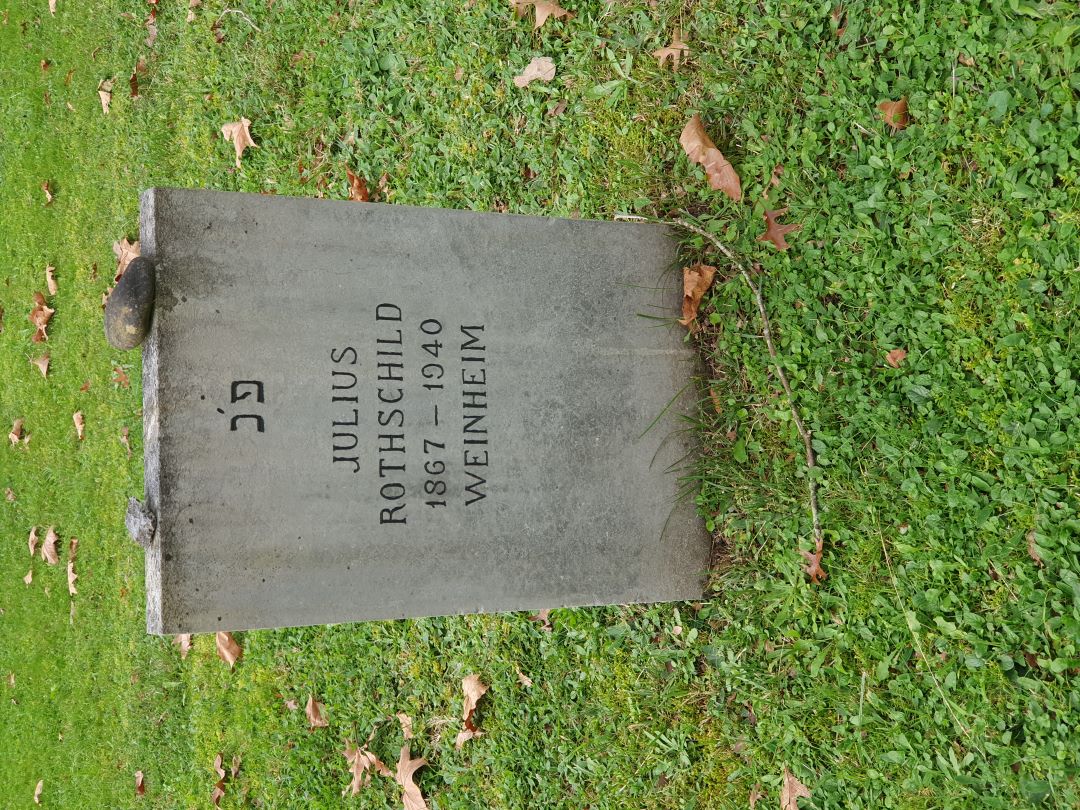 פ׳נ
JULIUS
ROTHSCHILD
1867 – 1940
WEINHEIM